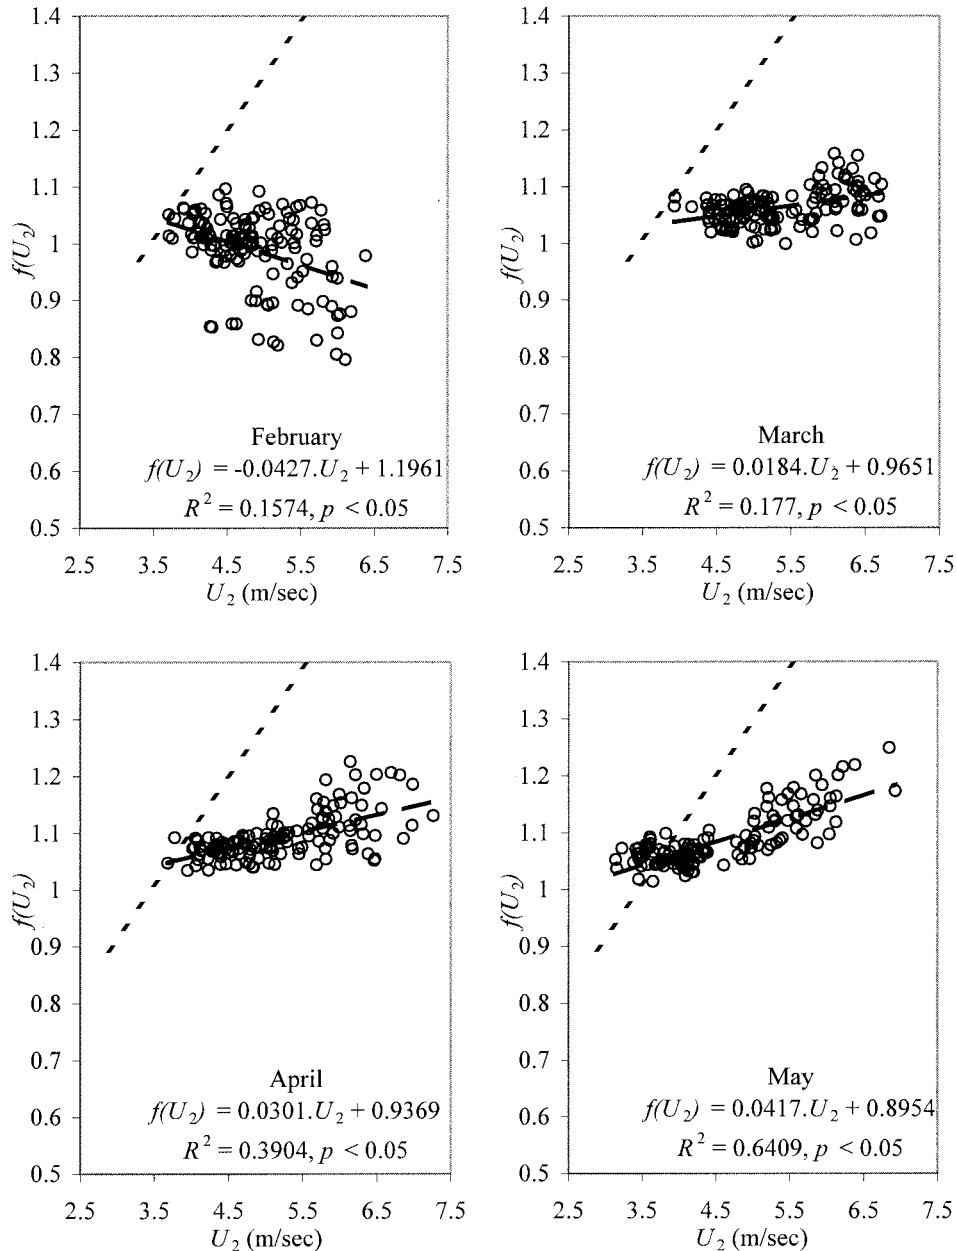 1.4
1.3
1.2
1.1
1
0.9
0.8
0.7
0.6
0.5
f(U2)
February
f(U2) = -0.0427.U2 + 1.1961
R2 = 0.1574, p < 0.05
2.5 3.5 4.5 5.5 6.5 7.5
U2 (m/sec)
1.4
1.3
1.2
1.1
1
0.9
0.8
0.7
0.6
0.5
f(U2)
March
f(U2) = 0.0184.U2 + 0.9651
R2 = 0.177, p < 0.05
2.5 3.5 4.5 5.5 6.5 7.5
U2 (m/sec)
1.4
1.3
1.2
1.1
1
0.9
0.8
0.7
0.6
0.5
f(U2)
April
f(U2) = 0.0301.U2 + 0.9369
R2 = 0.3904, p < 0.05
2.5 3.5 4.5 5.5 6.5 7.5
U2 (m/sec)
1.4
1.3
1.2
1.1
1
0.9
0.8
0.7
0.6
0.5
f(U2)
May
f(U2) = 0.0417.U2 + 0.8954
R2 = 0.6409, p < 0.05
2.5 3.5 4.5 5.5 6.5 7.5
U2 (m/sec)